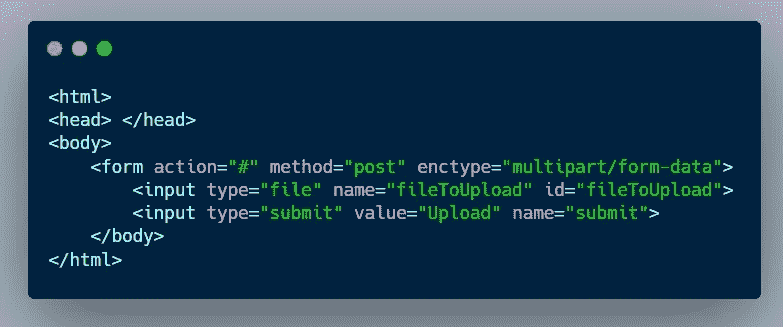 <html>
<head> </head>
<body>
    <form action="#" method="post" enctype="multipart/form-data">
        <input type="file" name="fileToUpload" id="fileToUpload">
        <input type="submit" value="Upload" name="submit">
    </body>
</html>